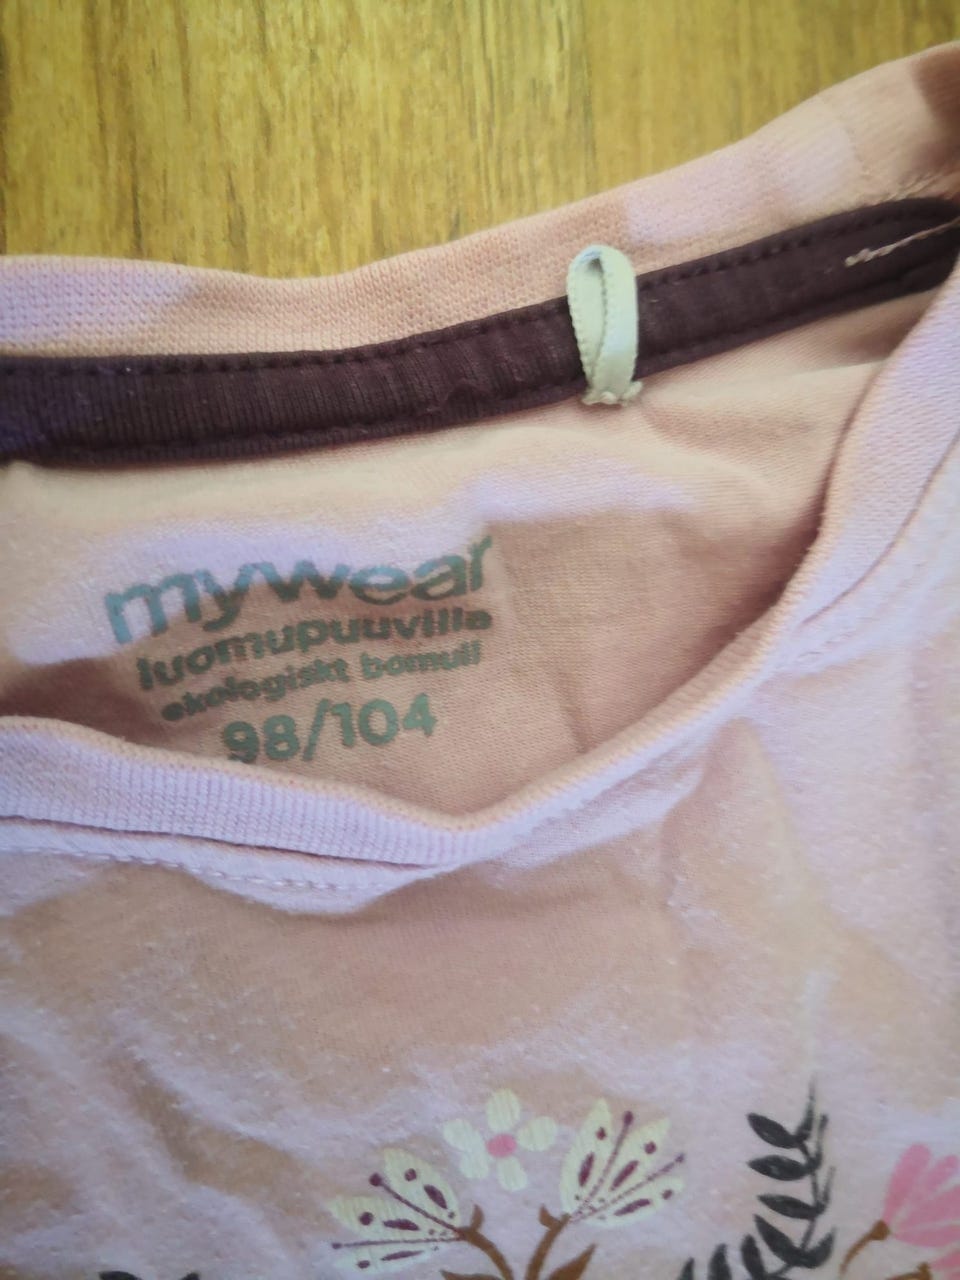 mywear
luomupuuvilla
ekologiskt bomull
98/104